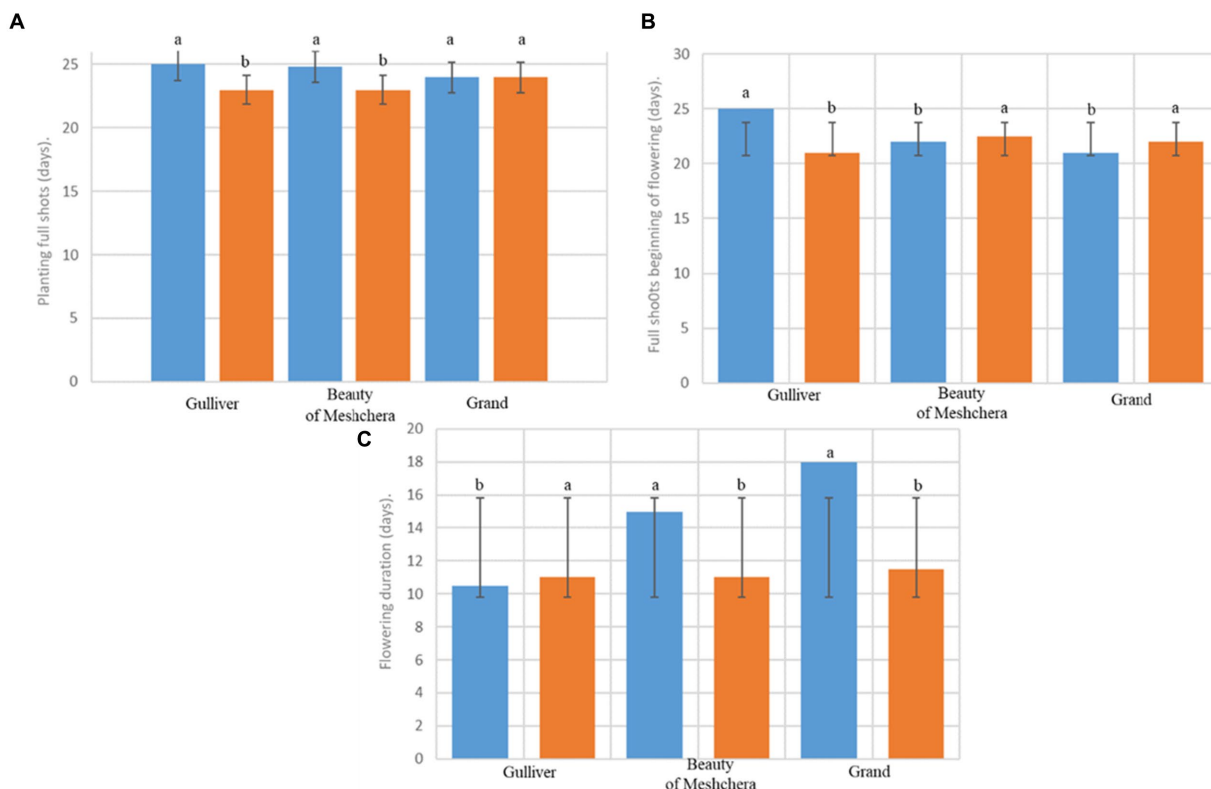 A
Planting full shots (days).
25
20
15
10
5
0
a
b
a
b
a
a
Gulliver
Beauty
of Meshchera
Grand
B
Full sho0ts beginning of flowering (days).
30
25
20
15
10
5
0
a
b
b
a
b
a
Gulliver
Beauty
of Meshchera
Grand
C
Flowering duration (days).
20
18
16
14
12
10
8
6
4
2
0
b
a
a
b
a
b
Gulliver
Beauty
of Meshchera
Grand